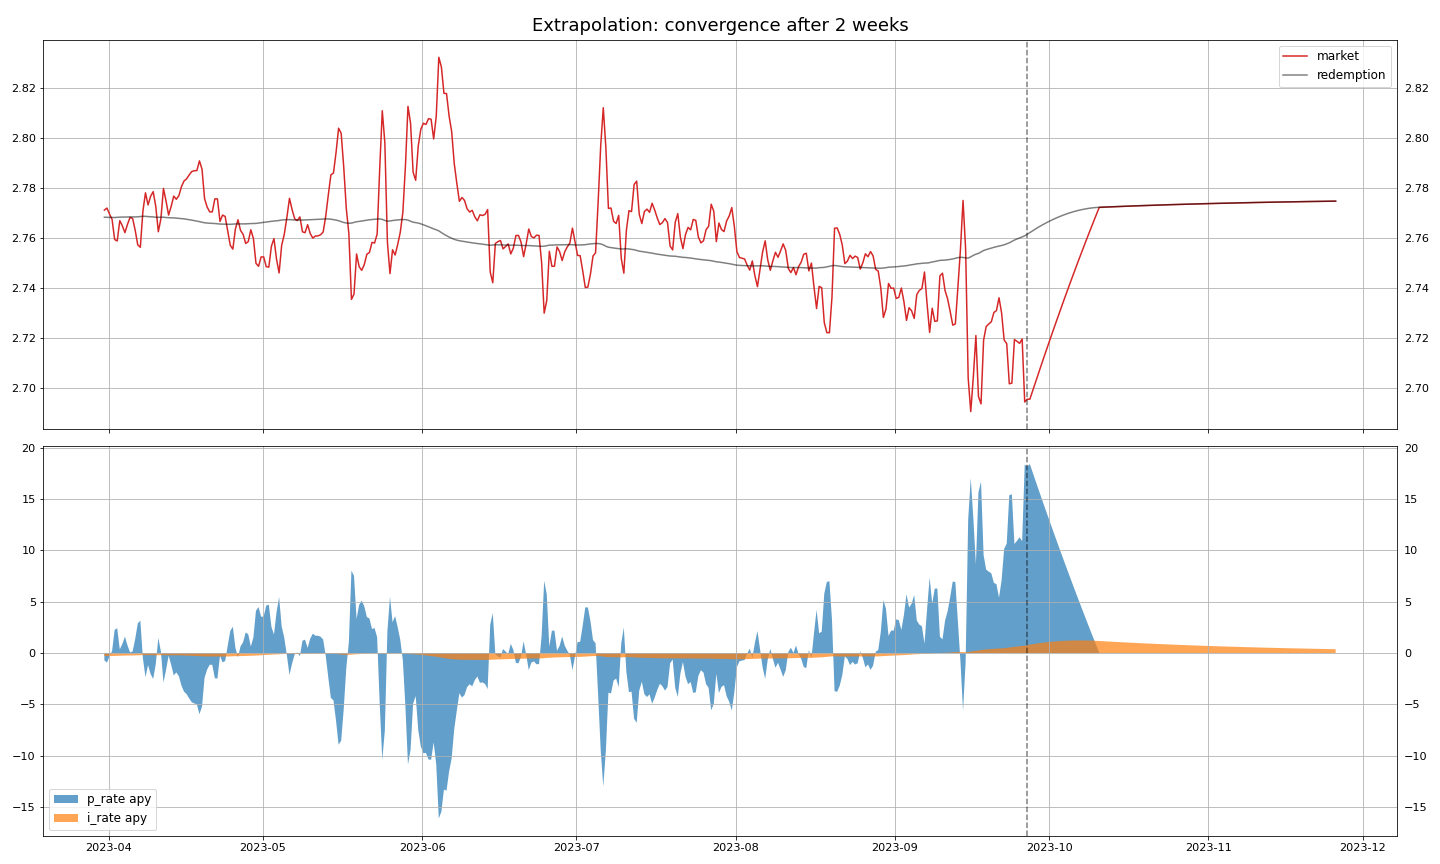 Extrapolation: convergence after 2 weeks
market
redemption
2.82 2.82
2.80 2.80
2.78 2.78
2.76 2.76
2.74 2.74
2.72 2.72
2.70 2.70
20 20
15 15
10 10
5 5
0 0
−5 −5
−10 −10
−15 −15
p_rate apy
i_rate apy
2023-04 2023-05 2023-06 2023-07 2023-08 2023-09 2023-10 2023-11 2023-12